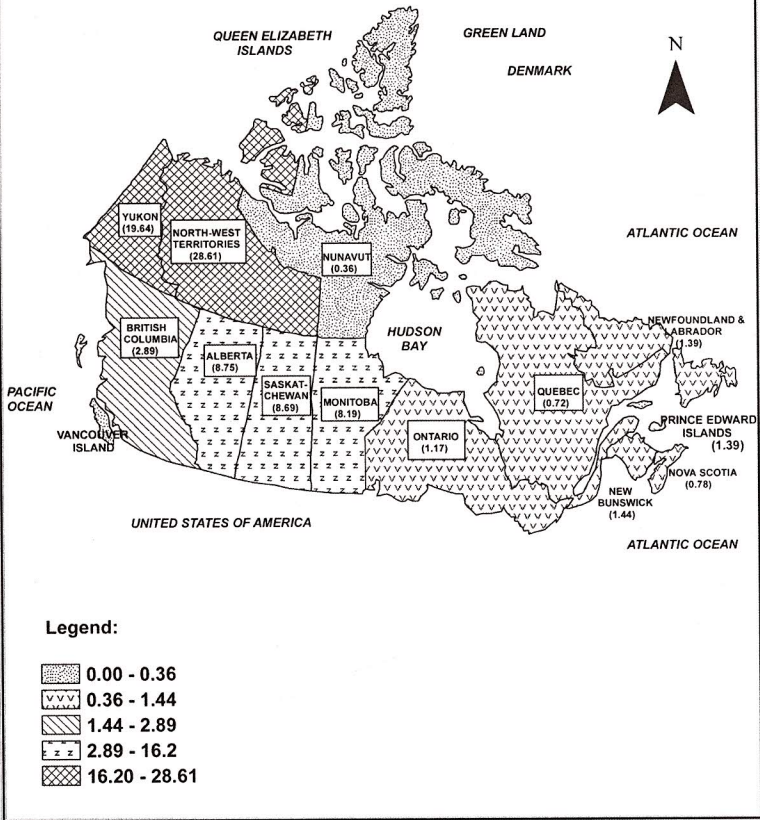 QUEEN ELIZABETH
ISLANDS
GREEN LAND
DENMARK
N
YUKON
(19.64)
NORTH-WEST
TERRITORIES
(28.61)
NUNAVUT
(0.36)
ATLANTIC OCEAN
BRITISH
COLUMBIA
(2.89)
ALBERTA
(8.75)
SASKAT-
CHEWAN
(8.69)
MONITOBA
(8.19)
HUDSON
BAY
NEWFOUNDLAND &
LABRADOR
(1.39)
QUEBEC
(0.72)
ONTARIO
(1.17)
PACIFIC
OCEAN
VANCOUVER
ISLAND
PRINCE EDWARD
ISLANDS
(1.39)
NOVA SCOTIA
(0.78)
NEW
BUNSWICK
(1.44)
UNITED STATES OF AMERICA
ATLANTIC OCEAN
Legend:
0.00 - 0.36
0.36 - 1.44
1.44 - 2.89
2.89 - 16.2
16.20 - 28.61